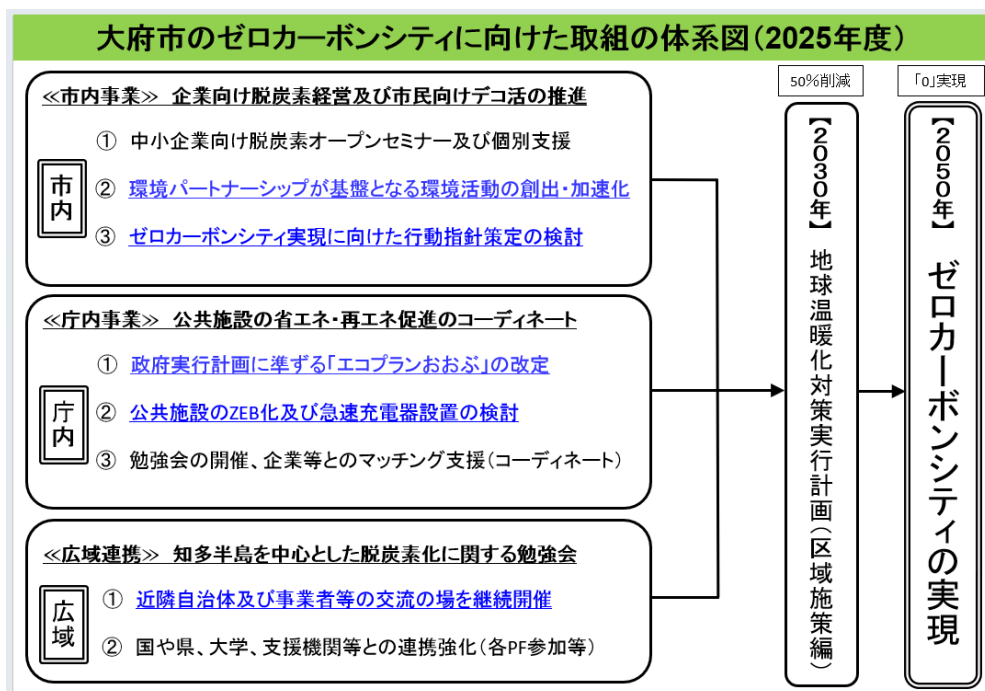 大府市のゼロカーボンシティに向けた取組の体系図(2025年度)
≪市内事業≫ 企業向け脱炭素経営及び市民向けデコ活の推進
市内
① 中小企業向け脱炭素オープンセミナー及び個別支援
② 環境パートナーシップが基盤となる環境活動の創出・加速化
③ ゼロカーボンシティ実現に向けた行動指針策定の検討
≪庁内事業≫ 公共施設の省エネ・再エネ促進のコーディネート
庁内
① 政府実行計画に準ずる「エコプランおおぶ」の改定
② 公共施設のZEB化及び急速充電器設置の検討
③ 勉強会の開催、企業等とのマッチング支援(コーディネート)
≪広域連携≫ 知多半島を中心とした脱炭素化に関する勉強会
広域
① 近隣自治体及び事業者等の交流の場を継続開催
② 国や県、大学、支援機関等との連携強化(各PF参加等)
50%削減
【2030年】 地球温暖化対策実行計画(区域施策編)
「0」実現
【2050年】 ゼロカーボンシティの実現